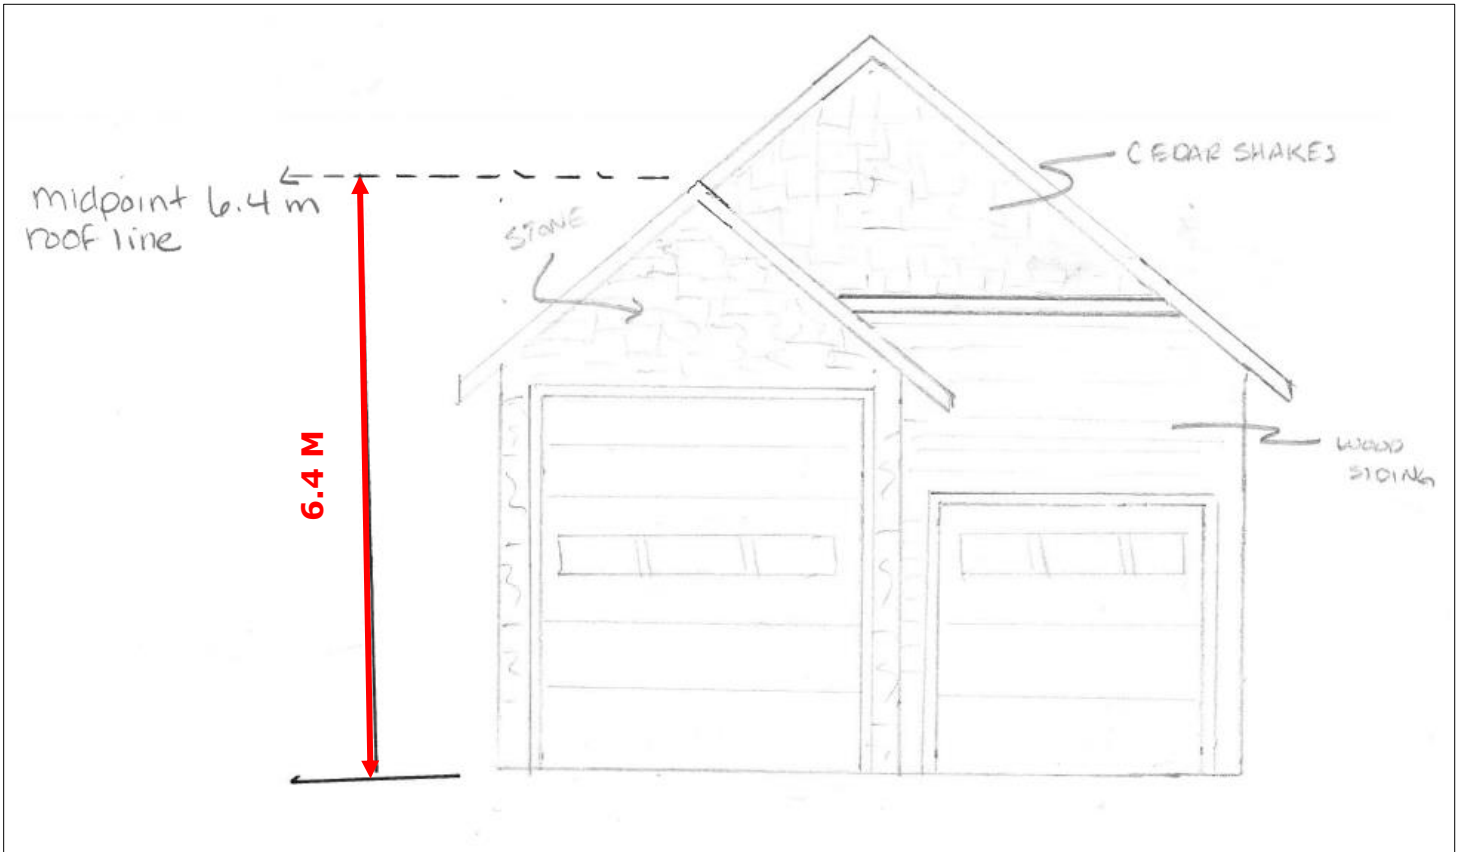 CEDAR SHAKES
midpoint 6.4 m
roof line
STONE
6.4 M
WOOD
SIDING